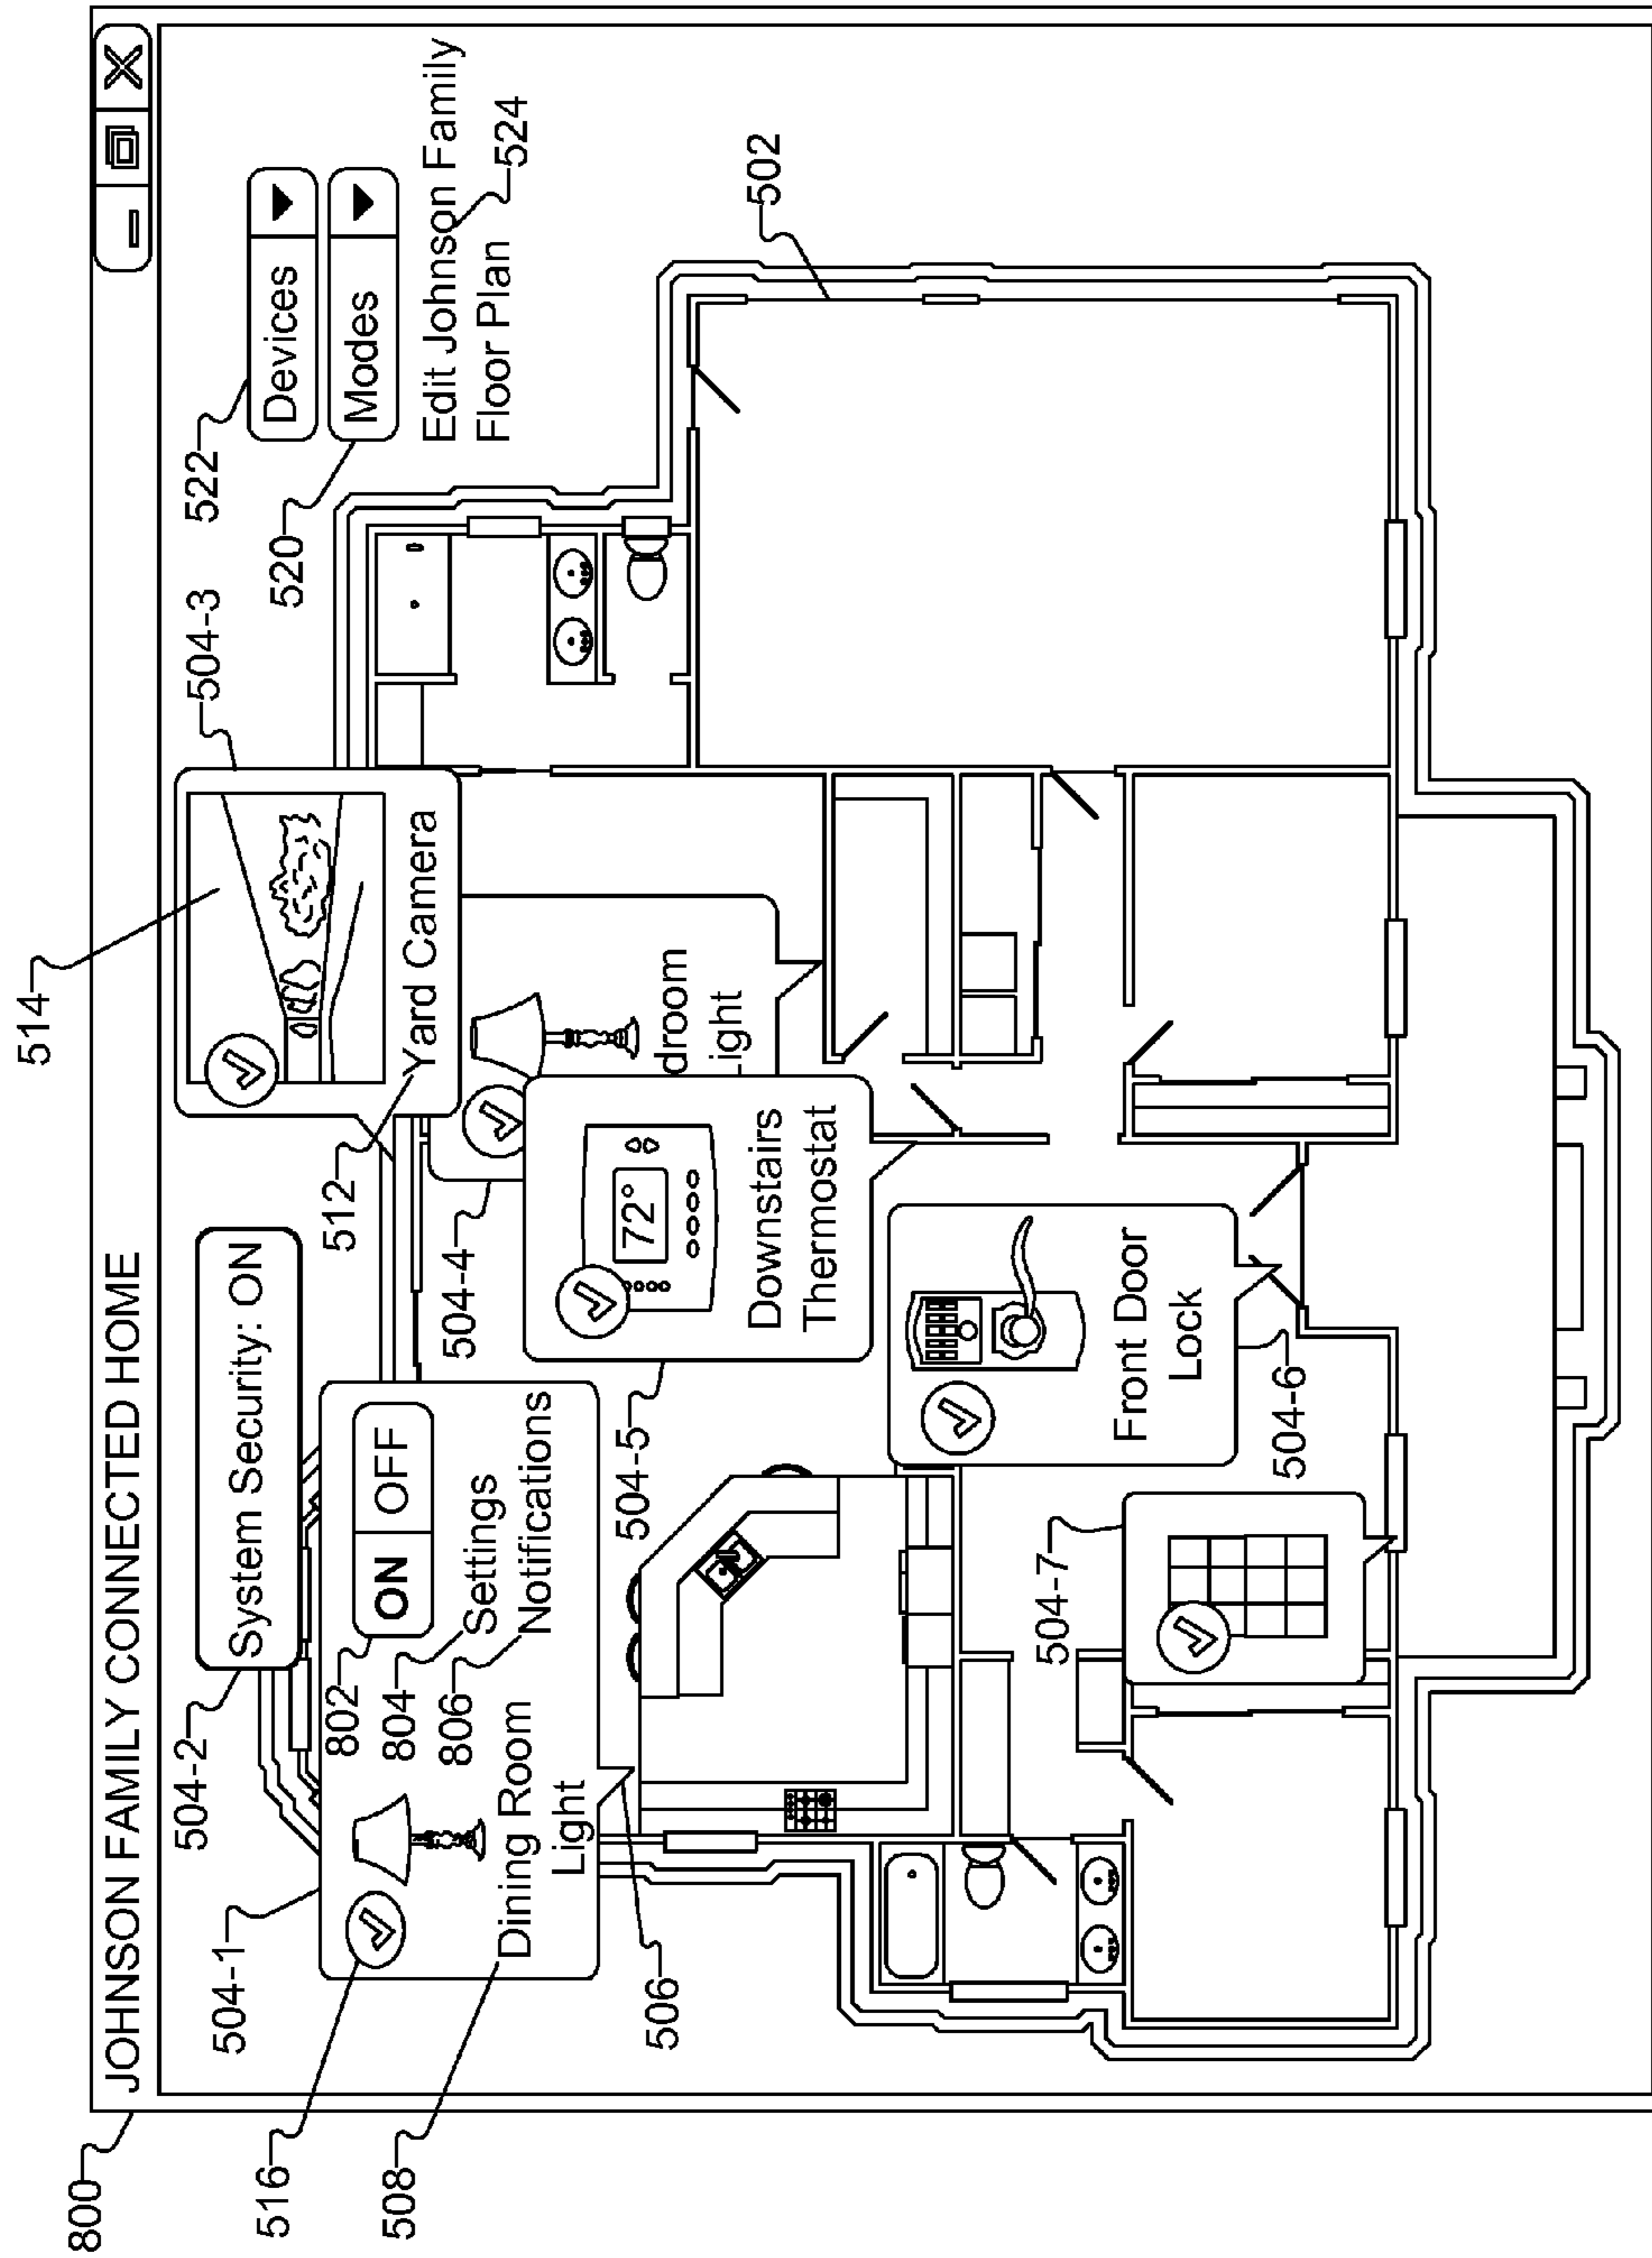 800
JOHNSON FAMILY CONNECTED HOME
514
504-2
System Security: ON
504-3
522
Devices
520
Modes
Edit Johnson Family
Floor Plan
524
504-1
516
508
802
ON OFF
804
Settings
806
Notifications
Dining Room
Light
506
512
Yard Camera
504-4
droom
ight
504-5
72°
Downstairs
Thermostat
502
504-6
Front Door
Lock
504-7